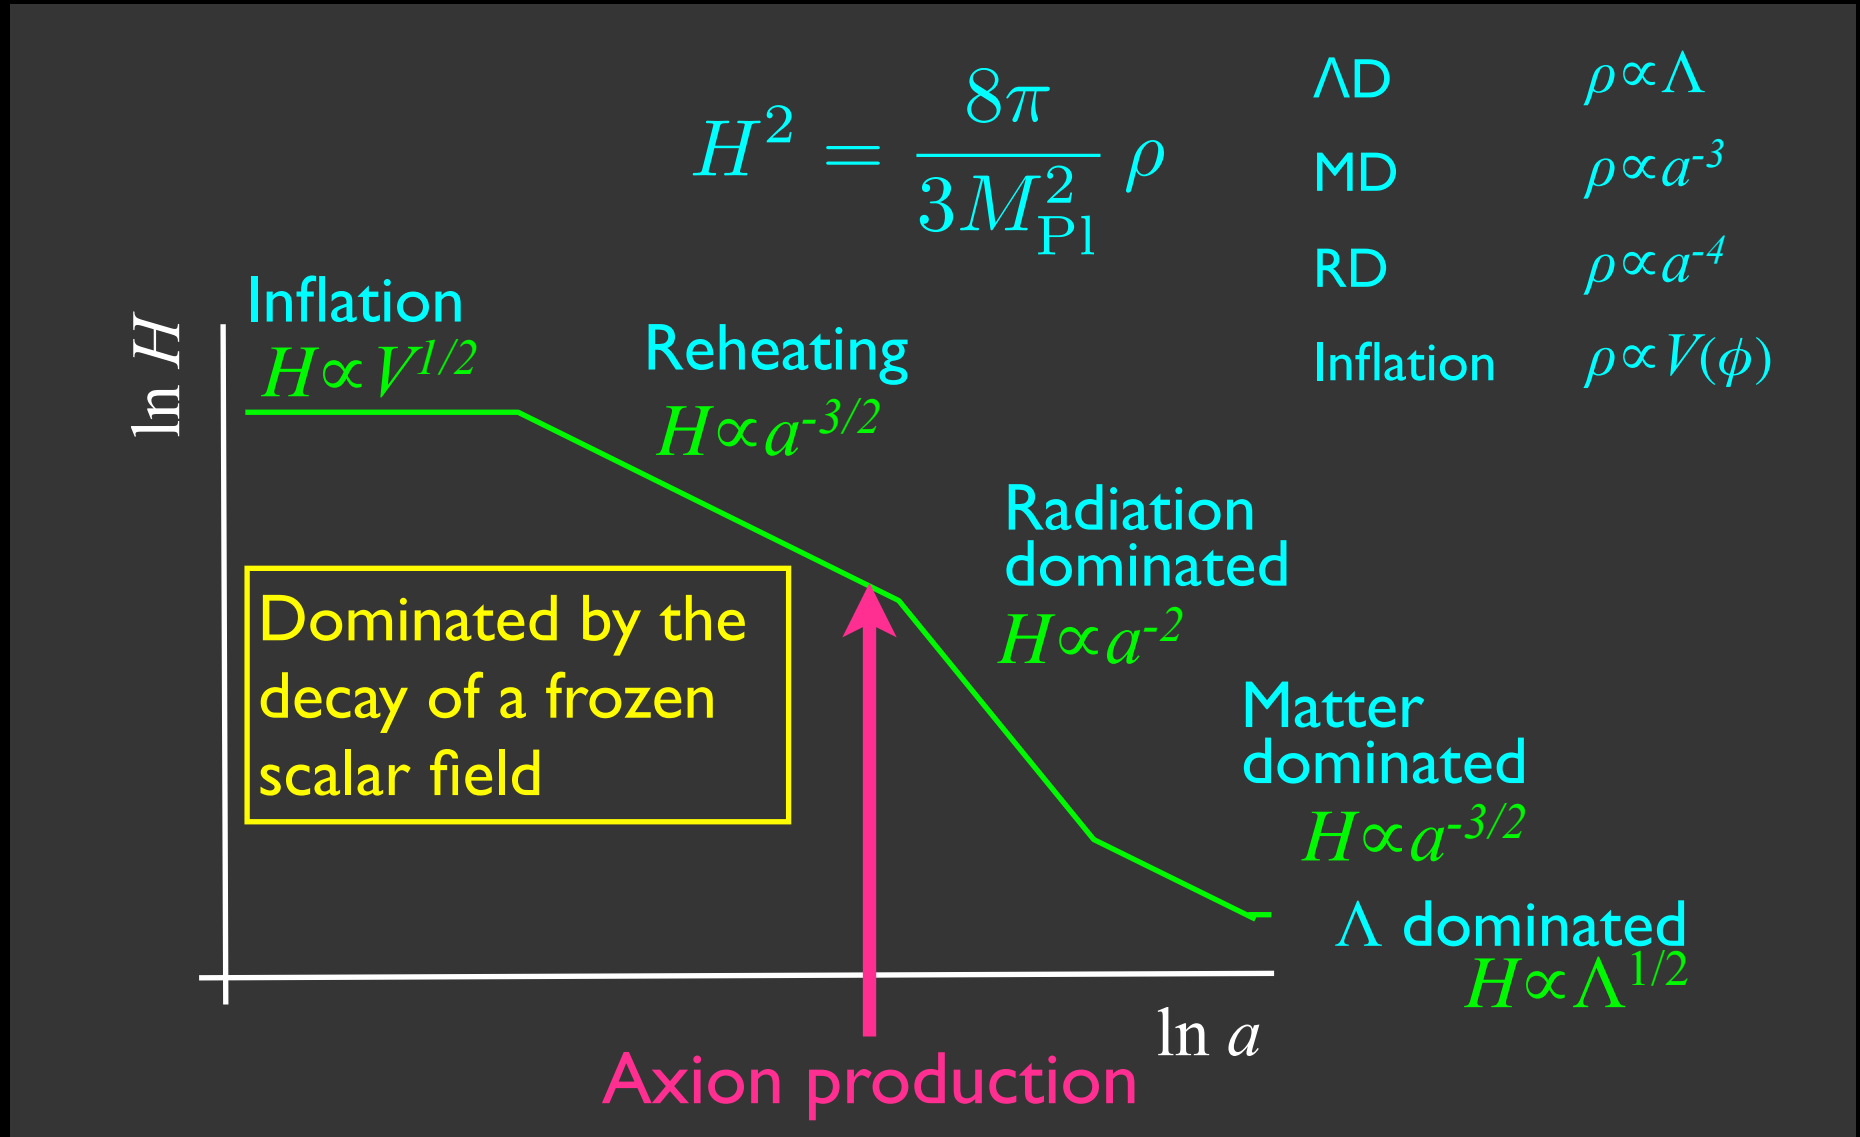 H² = 8π / 3M²_Pl ρ
ΛD ρ∝Λ
MD ρ∝a⁻³
RD ρ∝a⁻⁴
Inflation ρ∝V(ϕ)
ln H
Inflation
H∝V^1/2
Reheating
H∝a^-3/2
Radiation
dominated
H∝a⁻²
Dominated by the
decay of a frozen
scalar field
Matter
dominated
H∝a^-3/2
Λ dominated
H∝Λ^1/2
ln a
Axion production